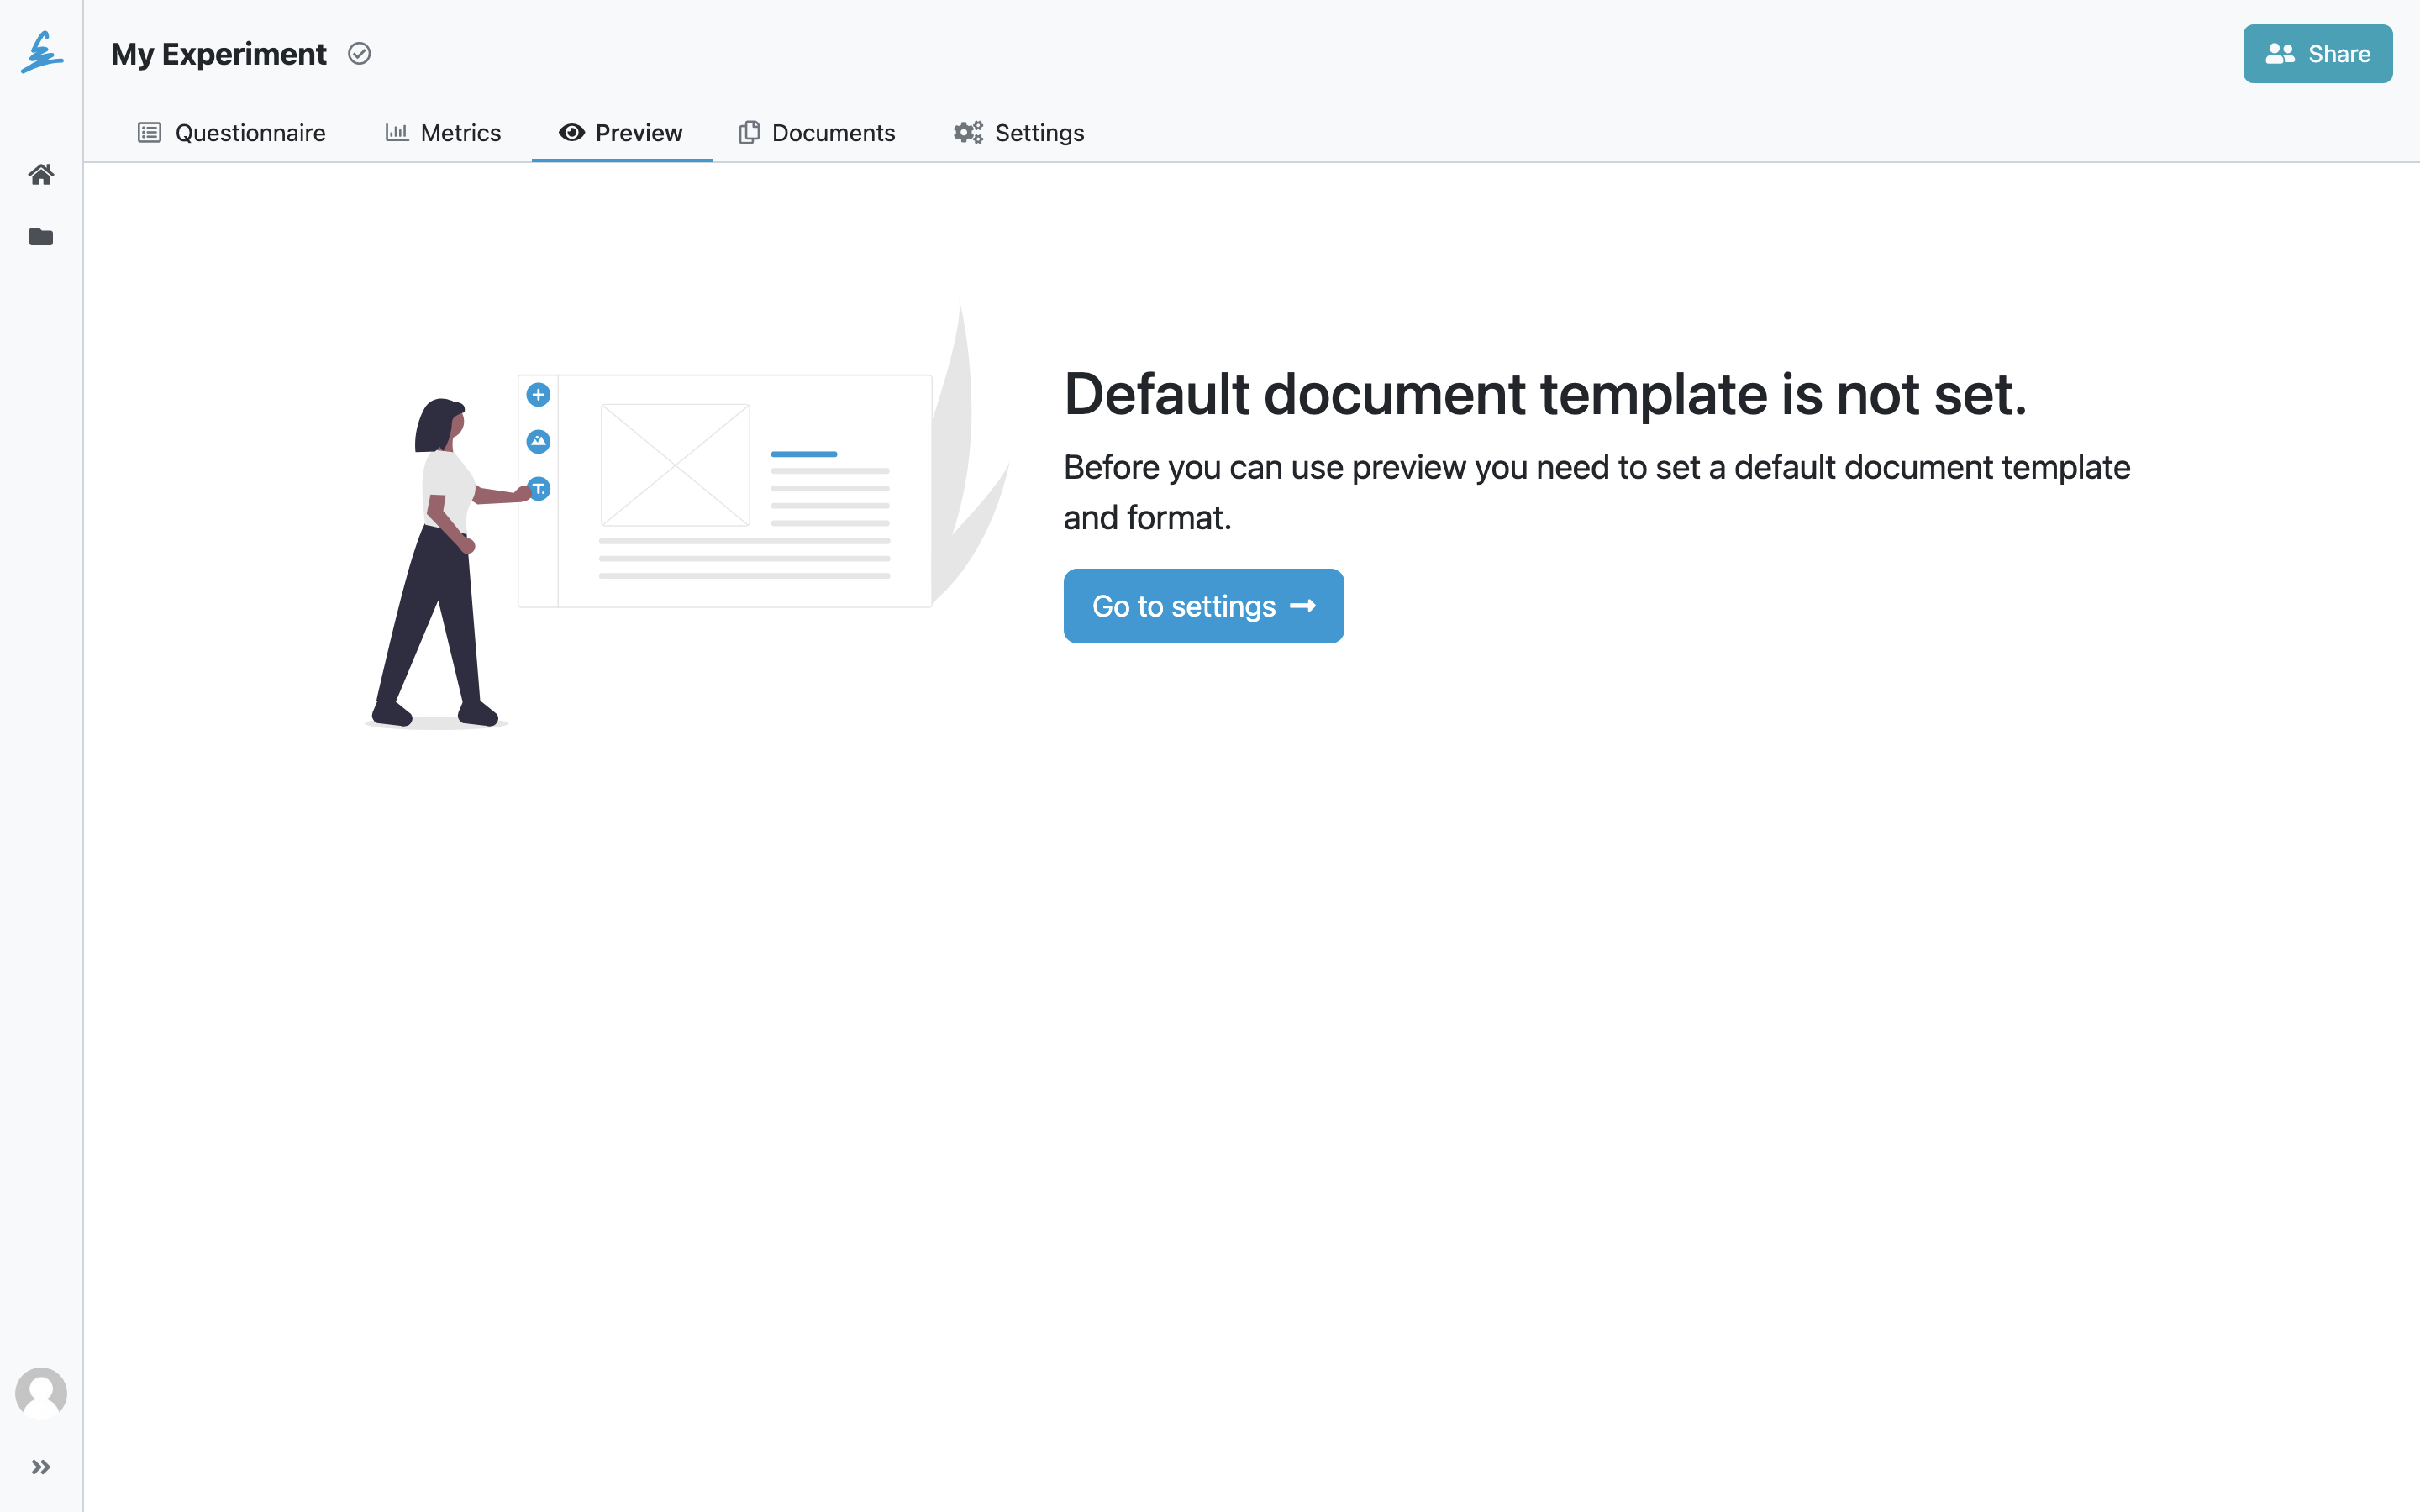 My Experiment
Share
Questionnaire
Metrics
Preview
Documents
Settings
T.
Default document template is not set.
Before you can use preview you need to set a default document template
and format.
Go to settings